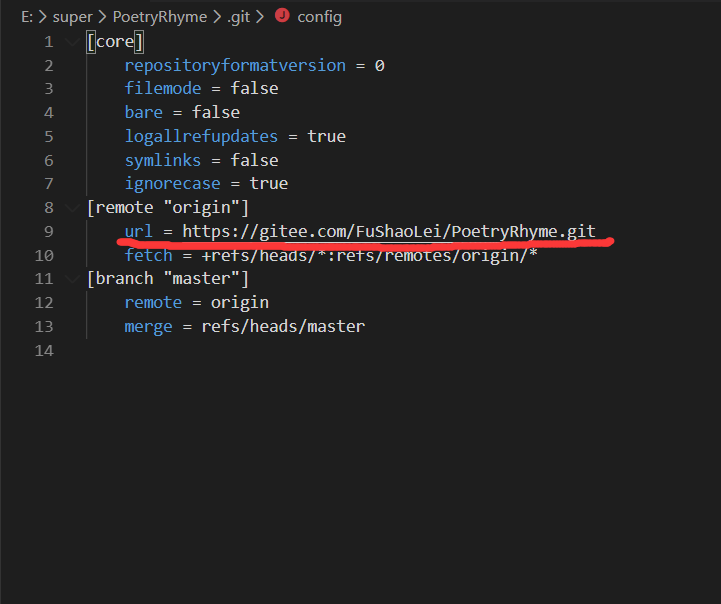 E: > super > PoetryRhyme > .git > J config
1 [core]
2 repositoryformatversion = 0
3 filemode = false
4 bare = false
5 logallrefupdates = true
6 symlinks = false
7 ignorecase = true
8 [remote "origin"]
9 url = https://gitee.com/FuShaoLei/PoetryRhyme.git
10 fetch = +refs/heads/*:refs/remotes/origin/*
11 [branch "master"]
12 remote = origin
13 merge = refs/heads/master
14